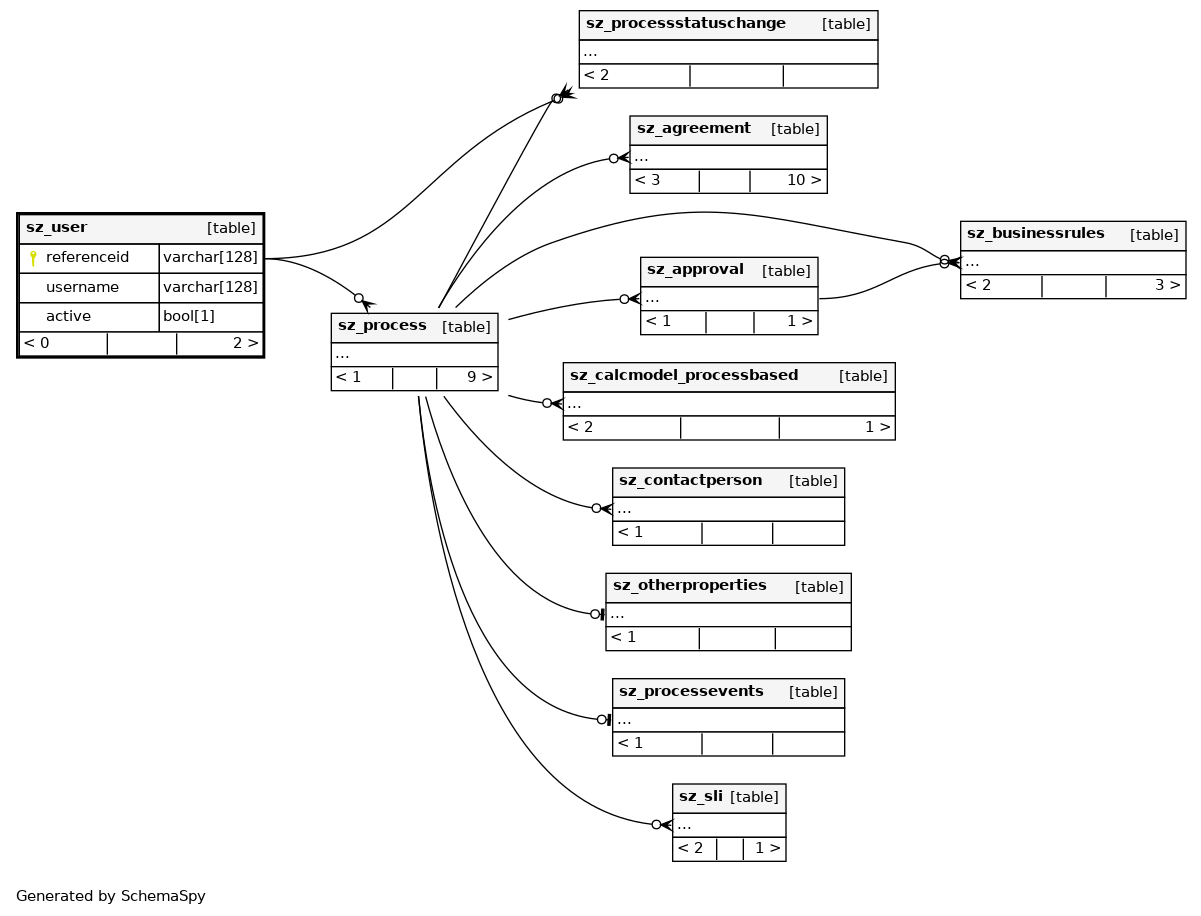 sz_processstatuschange [table]
...
< 2
sz_agreement [table]
...
< 3 10 >
sz_user [table]
referenceid varchar[128]
username varchar[128]
active bool[1]
< 0 2 >
sz_businessrules [table]
...
< 2 3 >
sz_approval [table]
...
< 1 1 >
sz_process [table]
...
< 1 9 >
sz_calcmodel_processbased [table]
...
< 2 1 >
sz_contactperson [table]
...
< 1
sz_otherproperties [table]
...
< 1
sz_processevents [table]
...
< 1
sz_sli [table]
...
< 2 1 >
Generated by SchemaSpy